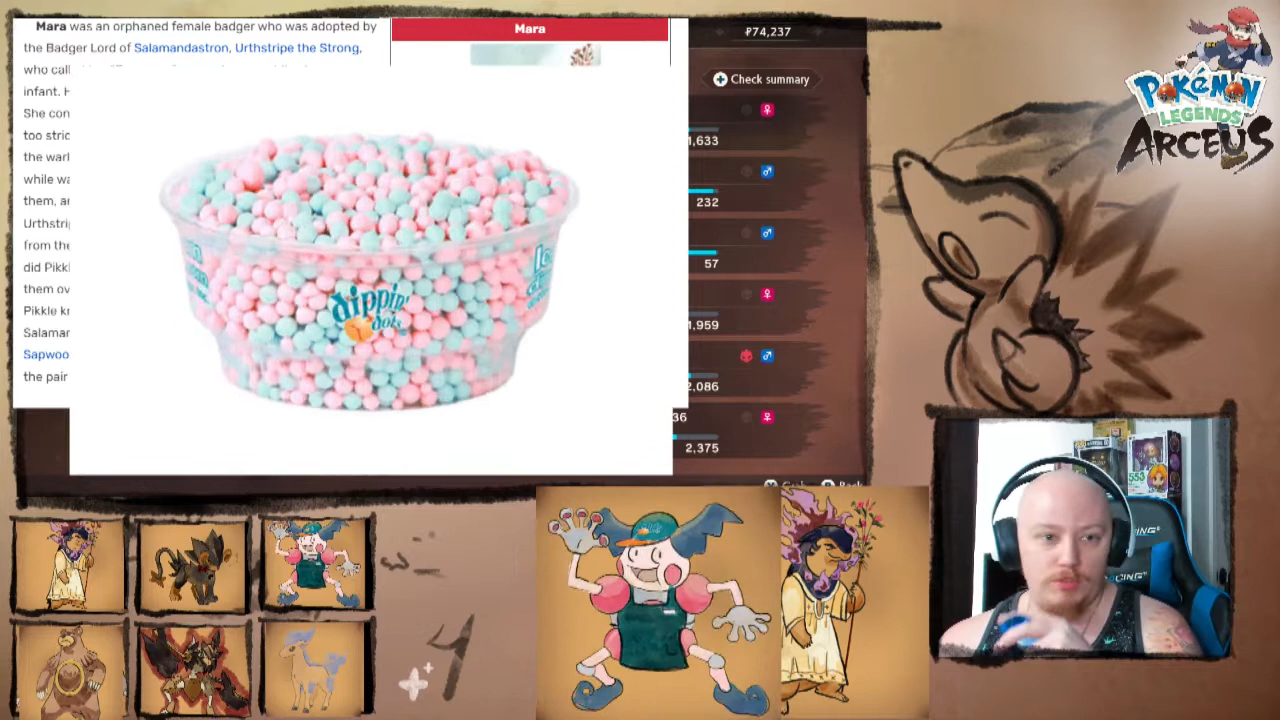 Mara was an orphaned female badger who was adopted by
the Badger Lord of Salamandastron, Urthstripe the Strong,
who call
infant. H
She con
too stric
the warl
while wa
them, a
Urthstri
from the
did Pikkl
them ov
Pikkle k
Salamar
Sapwoo
the pair
Mara
dippin'
dots
₽74,237
Check summary
1,633
232
57
1,959
2,086
36
2,375
Back
POKÉMON
LEGENDS
ARCEUS
+4
553